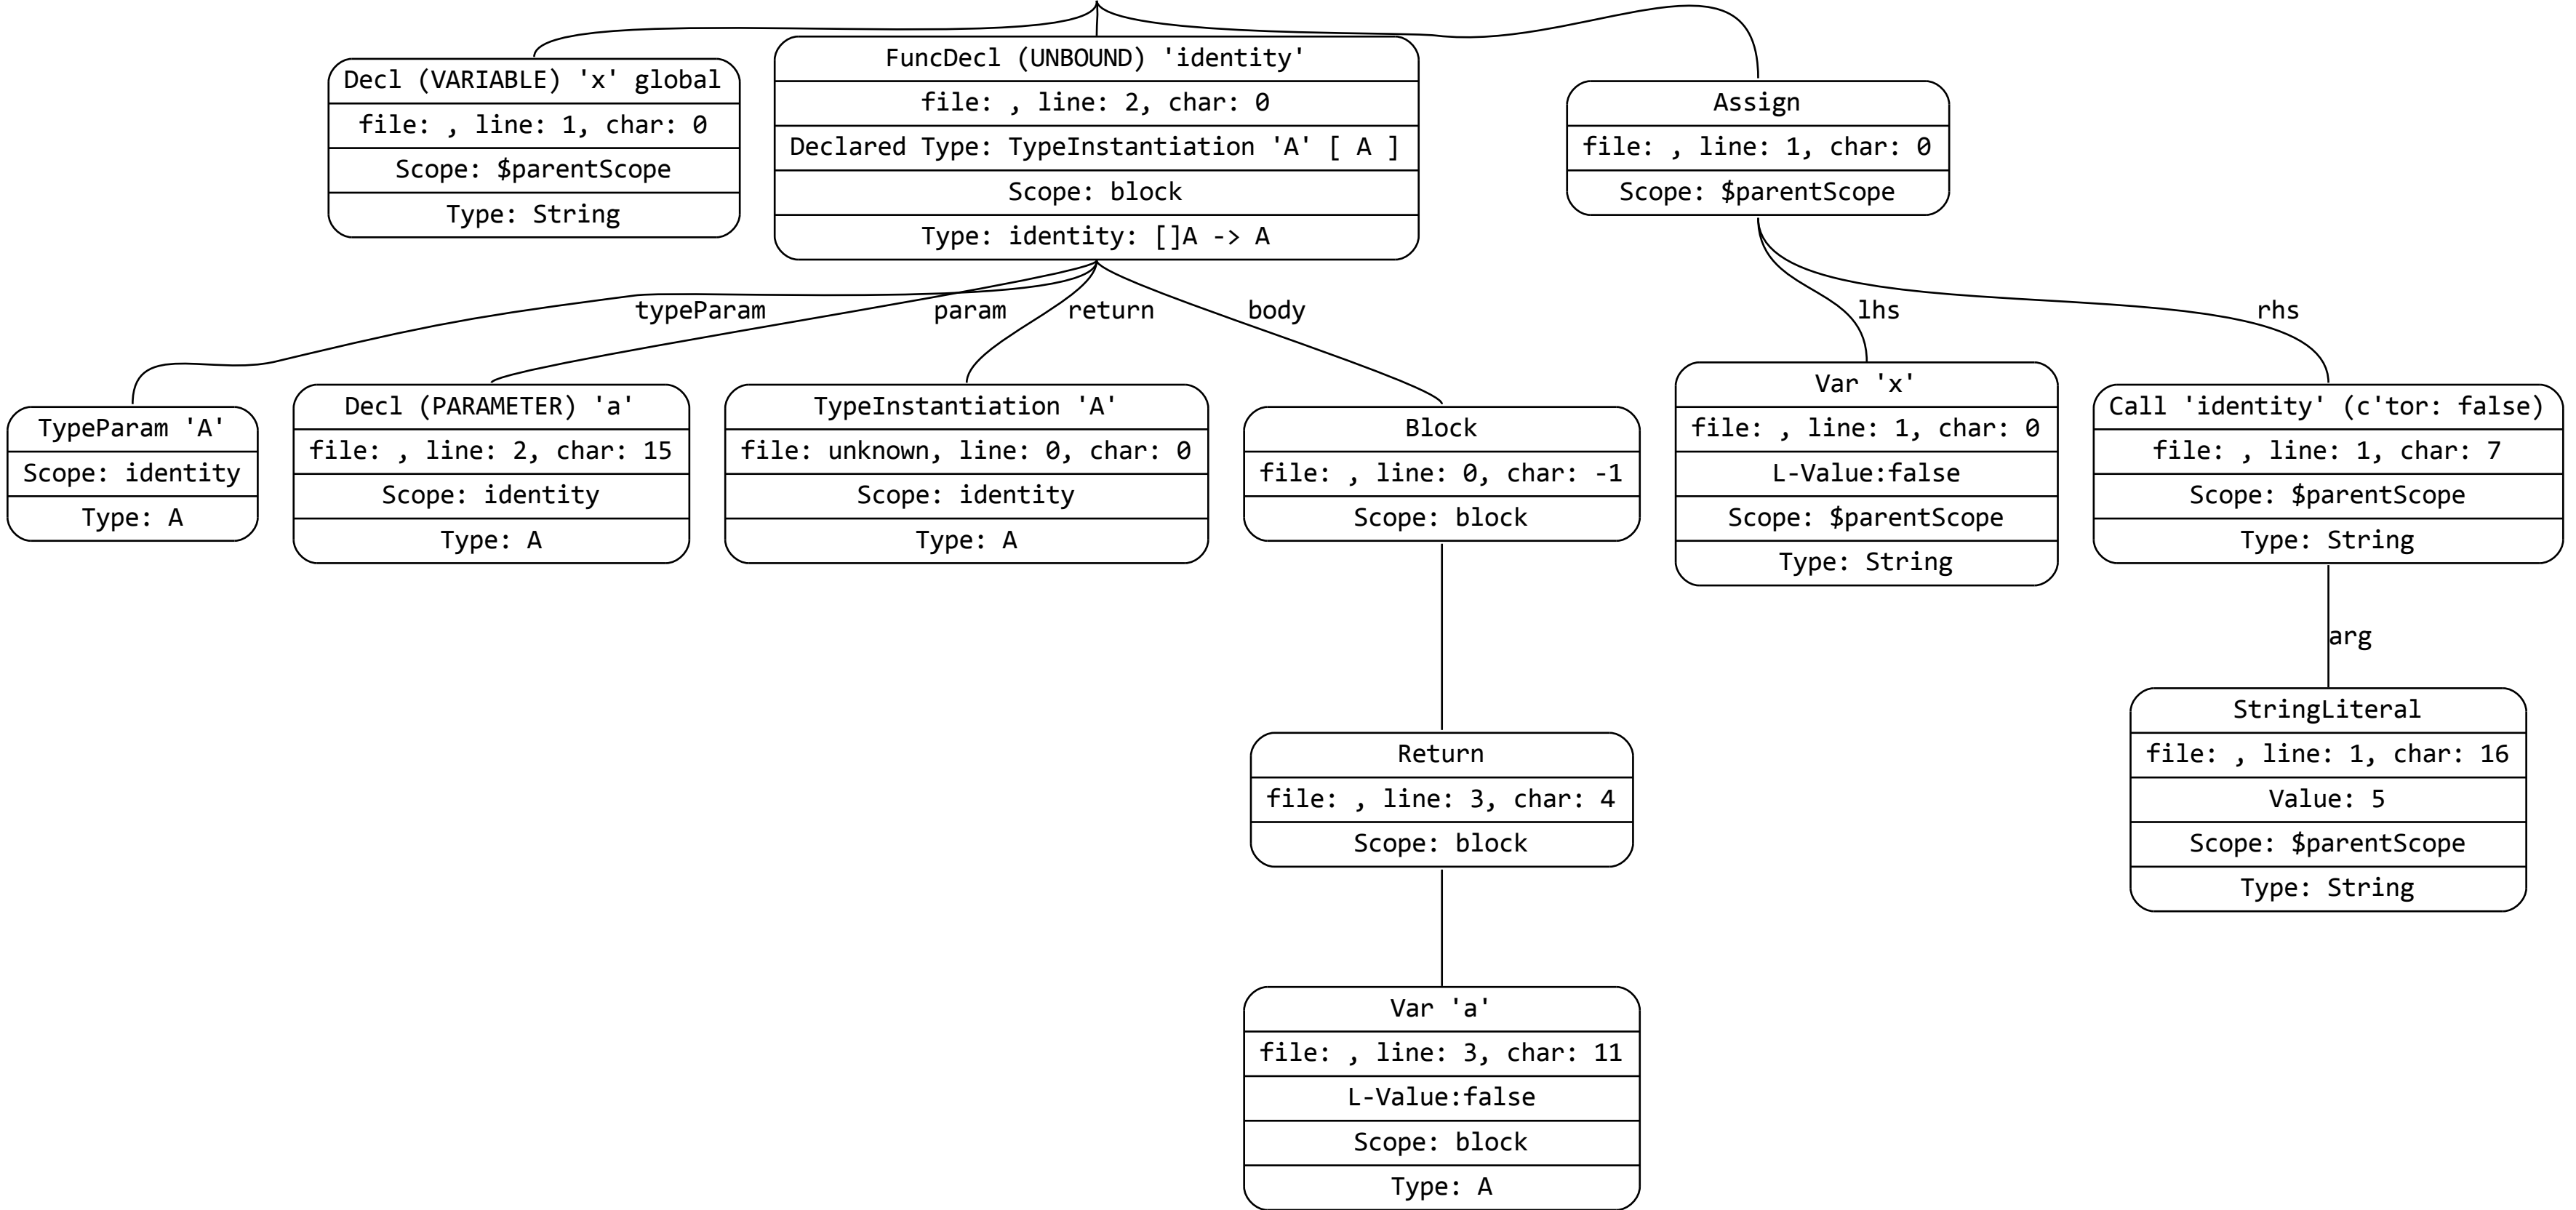 Decl (VARIABLE) 'x' global
file: , line: 1, char: 0
Scope: $parentScope
Type: String
FuncDecl (UNBOUND) 'identity'
file: , line: 2, char: 0
Declared Type: TypeInstantiation 'A' [ A ]
Scope: block
Type: identity: []A -> A
Assign
file: , line: 1, char: 0
Scope: $parentScope
typeParam
param
return
body
lhs
rhs
TypeParam 'A'
Scope: identity
Type: A
Decl (PARAMETER) 'a'
file: , line: 2, char: 15
Scope: identity
Type: A
TypeInstantiation 'A'
file: unknown, line: 0, char: 0
Scope: identity
Type: A
Block
file: , line: 0, char: -1
Scope: block
Var 'x'
file: , line: 1, char: 0
L-Value:false
Scope: $parentScope
Type: String
Call 'identity' (c'tor: false)
file: , line: 1, char: 7
Scope: $parentScope
Type: String
arg
Return
file: , line: 3, char: 4
Scope: block
StringLiteral
file: , line: 1, char: 16
Value: 5
Scope: $parentScope
Type: String
Var 'a'
file: , line: 3, char: 11
L-Value:false
Scope: block
Type: A